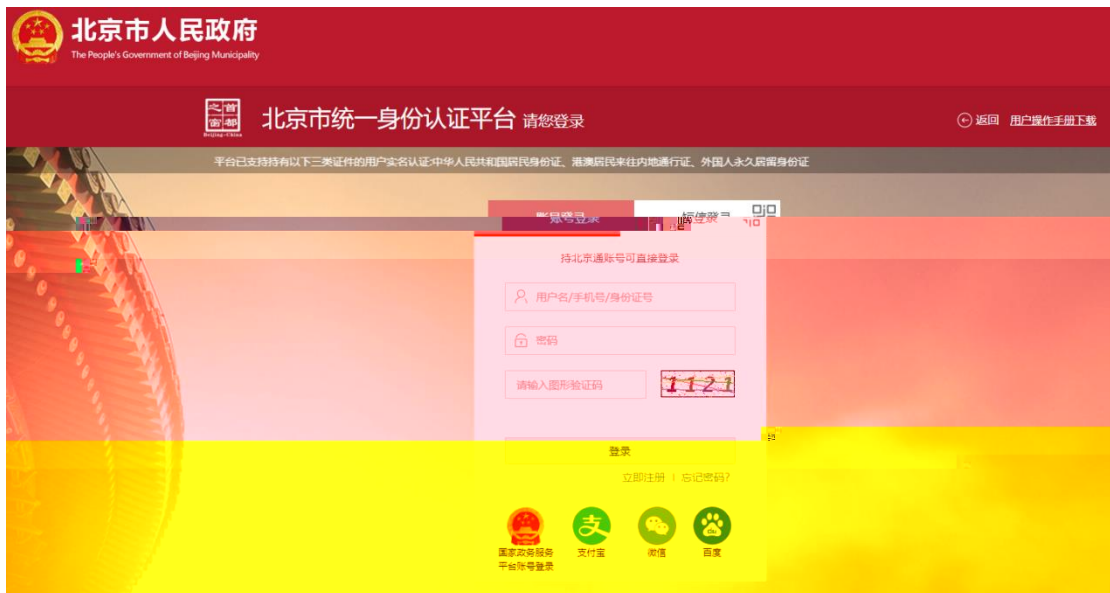 北京市人民政府
The People's Government of Beijing Municipality
首都之窗
Beijing-China
北京市统一身份认证平台 请您登录
返回 用户操作手册下载
平台已支持持有以下三类证件的用户实名认证:中华人民共和国居民身份证、港澳居民来往内地通行证、外国人永久居留身份证
账号登录 短信登录
持北京通账号可直接登录
用户名/手机号/身份证号
密码
请输入图形验证码 1121
登录
立即注册 | 忘记密码?
支
du
国家政务服务 支付宝 微信 百度
平台账号登录